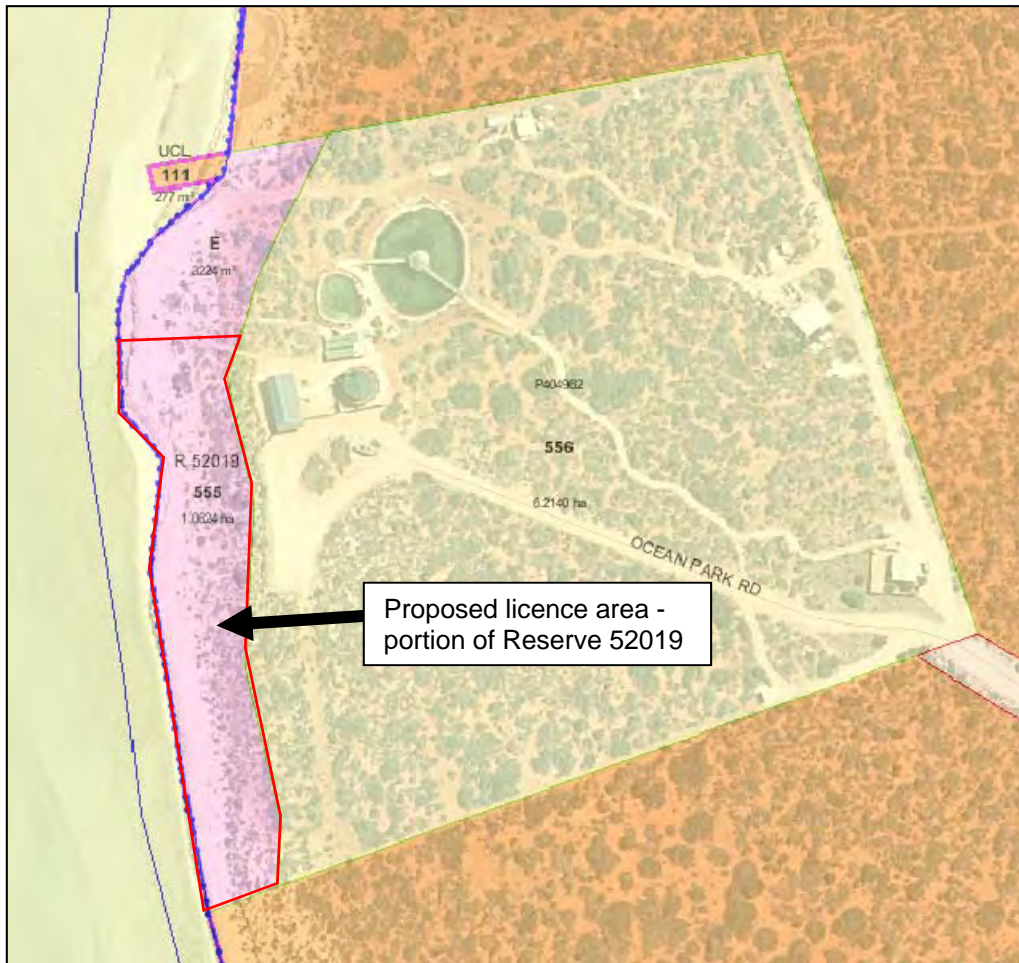 UCL
111
277 m²
E
3224 m²
P404962
R 52019
555
556
1.0624 ha
6.2140 ha
OCEAN PARK RD
Proposed licence area -
portion of Reserve 52019